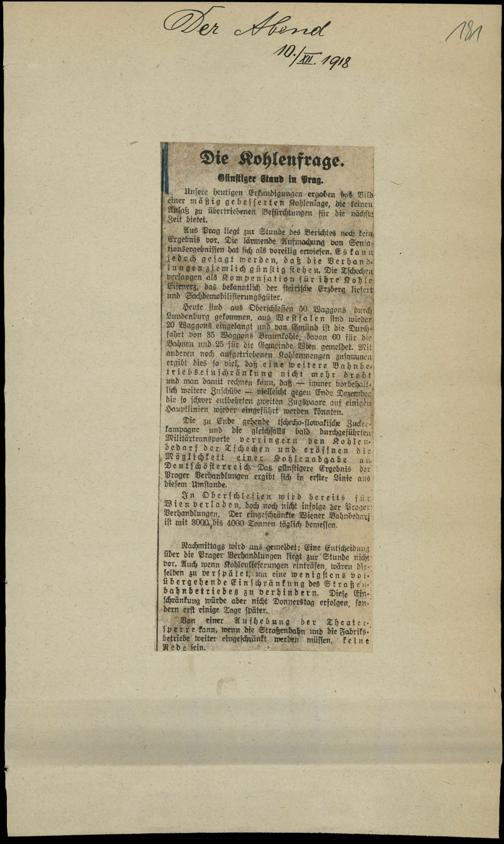 Der Abend
10./XII. 1918
181
Die Kohlenfrage.
Günstiger Stand in Prag.
Unsere heutigen Erkundigungen ergaben das Bild
einer mäßig gebesserten Kohlenlage, die keinen
Anlaß zu übertriebenen Befürchtungen für die nächste
Zeit bietet.
Aus Prag liegt zur Stunde des Berichtes noch kein
Ergebnis vor. Die lärmende Aufmachung von Sensa-
tionsergebnissen hat sich als voreilig erwiesen. Es kann
jedoch gesagt werden, daß die Verhand-
lungen ziemlich günstig stehen. Die Tschechen
verlangen als Kompensation für ihre Kohle
Eisenerz, das bekanntlich der steirische Erzberg liefert
und Sachdemobilisierungsgüter.
Heute sind aus Oberschlesien 50 Waggons durch
Lundenburg gekommen, aus Westfalen sind wieder
20 Waggons eingelangt und von Gmünd ist die Durch-
fahrt von 85 Waggons Braunkohle, davon 60 für die
Bahnen und 25 für die Gemeinde Wien gemeldet. Mit
anderen noch aufgetriebenen Kohlenmengen zusammen
ergibt dies so viel, daß eine weitere Bahnbe-
triebseinschränkung nicht mehr droht
und man damit rechnen kann, daß — immer vorbehalt-
lich weitere Zuschübe — vielleicht gegen Ende Dezember
die so schwer entbehrten zweiten Zugspaare auf einigen
Hauptlinien wieder eingeführt werden könnten.
Die zu Ende gehende tschecho-slowakische Zucker-
kampagne und die gleichfalls bald durchgeführten
Militärtransporte verringern den Kohlen-
bedarf der Tschechen und eröffnen die
Möglichkeit einer Kohlenabgabe an
Deutschösterreich. Das günstigere Ergebnis der
Prager Verhandlungen ergibt sich in erster Linie aus
diesem Umstande.
In Oberschlesien wird bereits für
Wien verladen, doch noch nicht infolge der Prager
Verhandlungen. Der eingeschränkte Wiener Bahnbedarf
ist mit 3000 bis 4000 Tonnen täglich bemessen.
*
Nachmittags wird uns gemeldet: Eine Entscheidung
über die Prager Verhandlungen liegt zur Stunde nicht
vor. Auch wenn Kohlenlieferungen einträfen, wären die-
selben zu verspätet, um eine wenigstens vor-
übergehende Einschränkung des Straßen-
bahnbetriebes zu verhindern. Diese Ein-
schränkung würde aber nicht Donnerstag erfolgen, son-
dern erst einige Tage später.
Von einer Aufhebung der Theater-
sperre kann, wenn die Straßenbahn und die Fabriks-
betriebe weiter eingeschränkt werden müssen, keine
Rede sein.